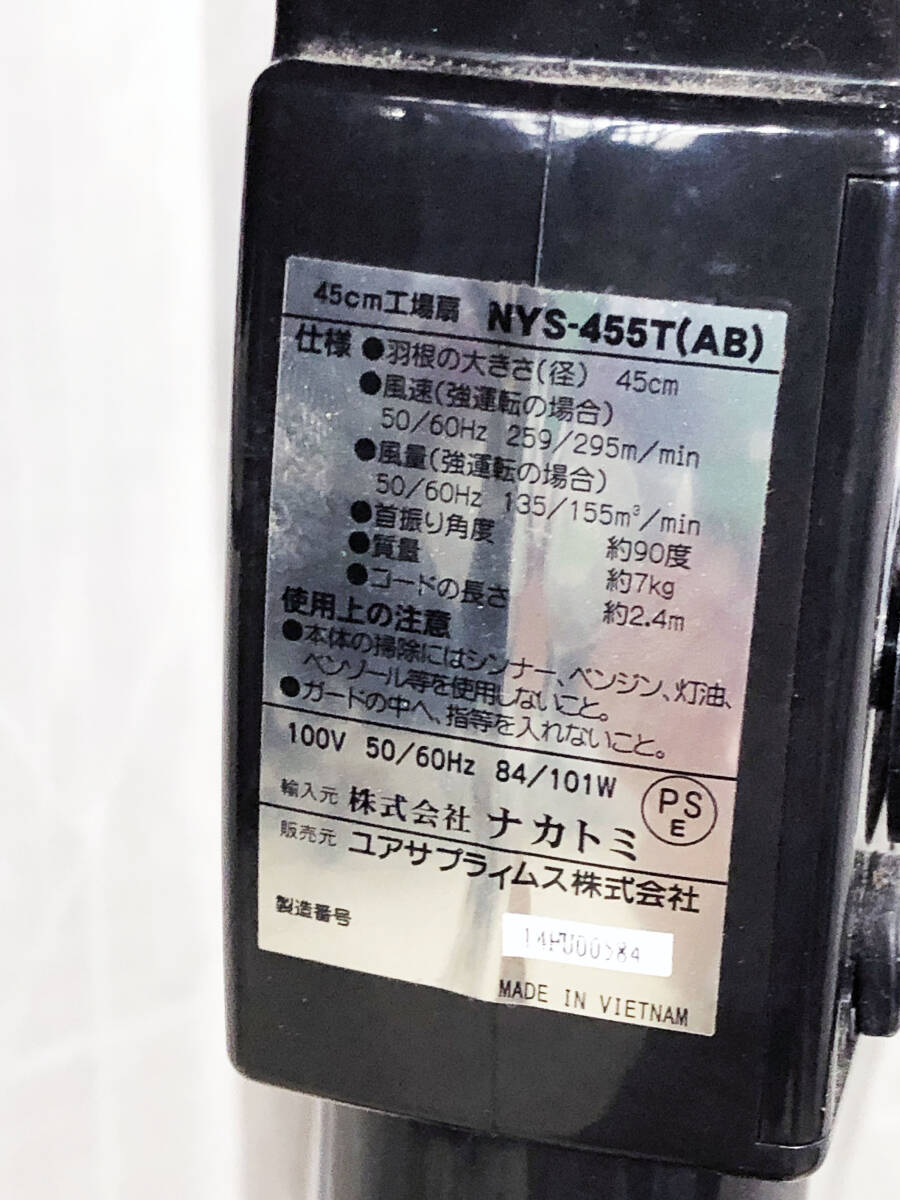 45cm工場扇 NYS-455T(AB)
仕様 ●羽根の大きさ(径) 45cm
●風速(強運転の場合)
50/60Hz 259/295m/min
●風量(強運転の場合)
50/60Hz 135/155m³/min
●首振り角度 約90度
●質量 約7kg
●コードの長さ 約2.4m
使用上の注意
●本体の掃除にはシンナー、ベンジン、灯油、
ベンゾール等を使用しないこと。
●ガードの中へ、指等を入れないこと。
100V 50/60Hz 84/101W
PS
E
輸入元 株式会社 ナカトミ
販売元 ユアサプライムス株式会社
製造番号
MADE IN VIETNAM